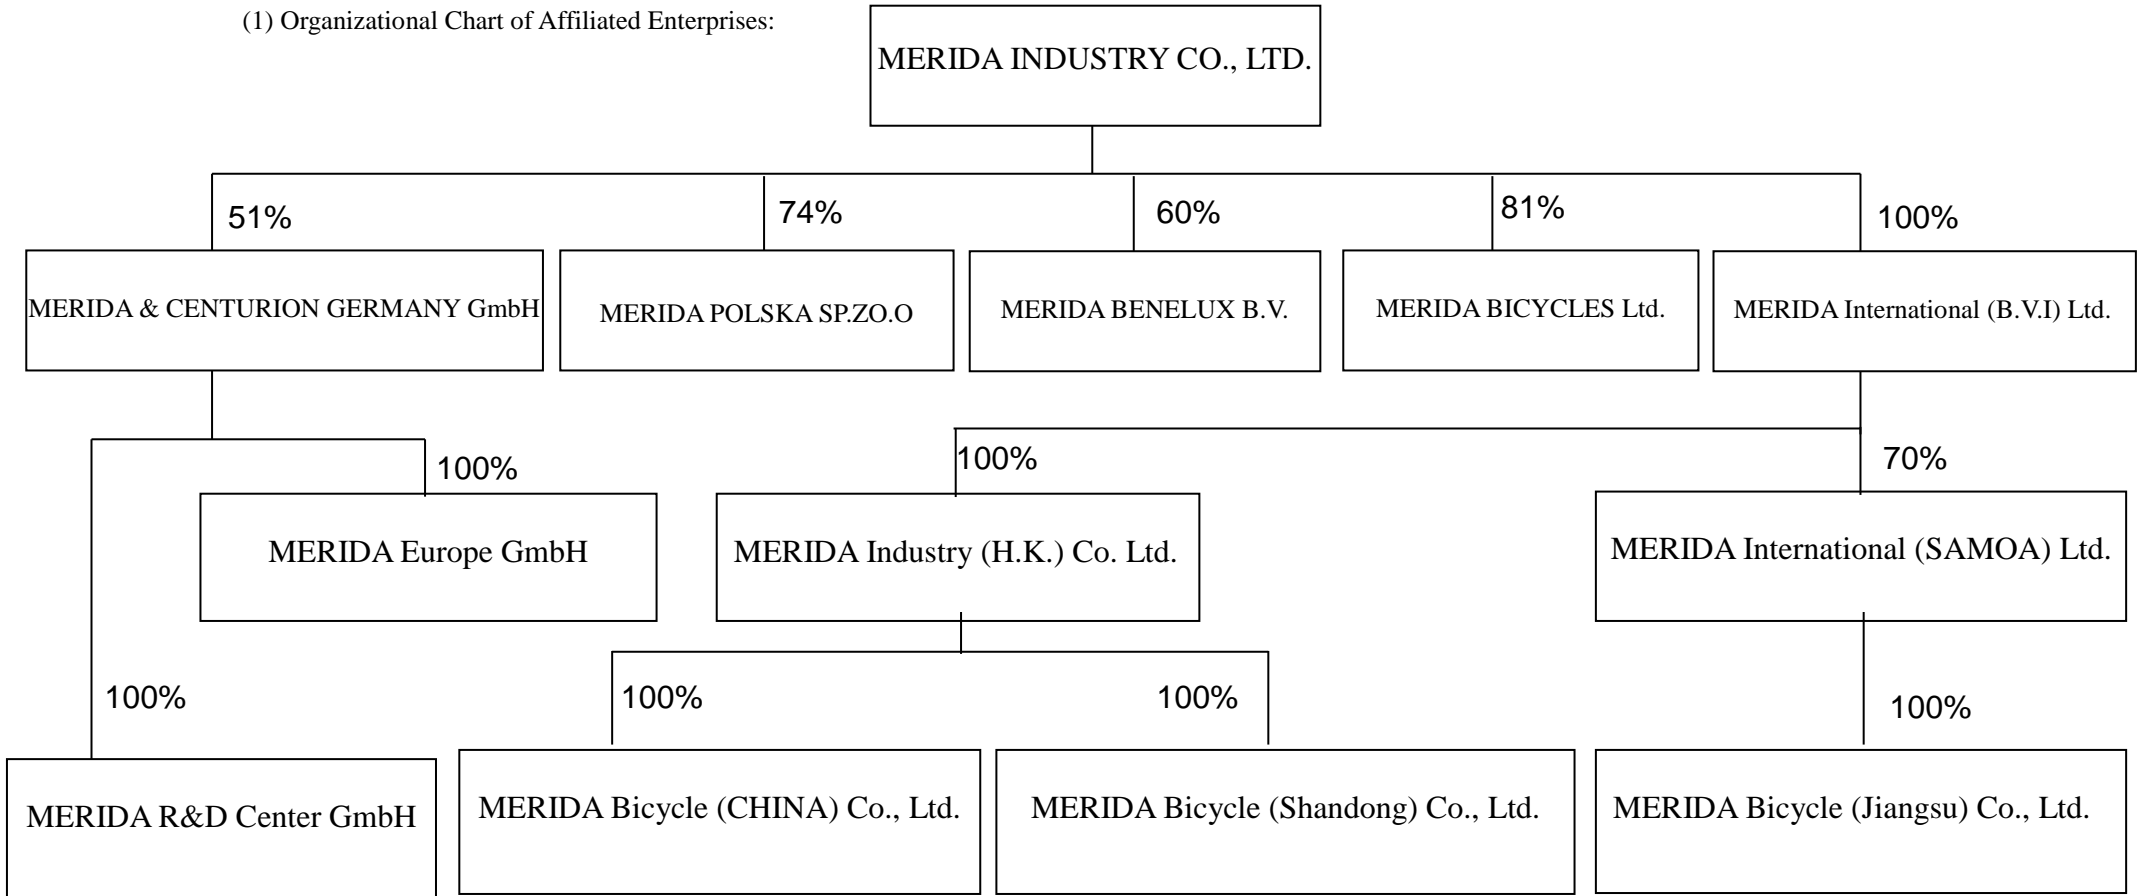 (1) Organizational Chart of Affiliated Enterprises:
MERIDA INDUSTRY CO., LTD.
51%
74%
60%
81%
100%
MERIDA & CENTURION GERMANY GmbH
MERIDA POLSKA SP.ZO.O
MERIDA BENELUX B.V.
MERIDA BICYCLES Ltd.
MERIDA International (B.V.I) Ltd.
100%
100%
70%
MERIDA Europe GmbH
MERIDA Industry (H.K.) Co. Ltd.
MERIDA International (SAMOA) Ltd.
100%
100%
100%
100%
MERIDA R&D Center GmbH
MERIDA Bicycle (CHINA) Co., Ltd.
MERIDA Bicycle (Shandong) Co., Ltd.
MERIDA Bicycle (Jiangsu) Co., Ltd.